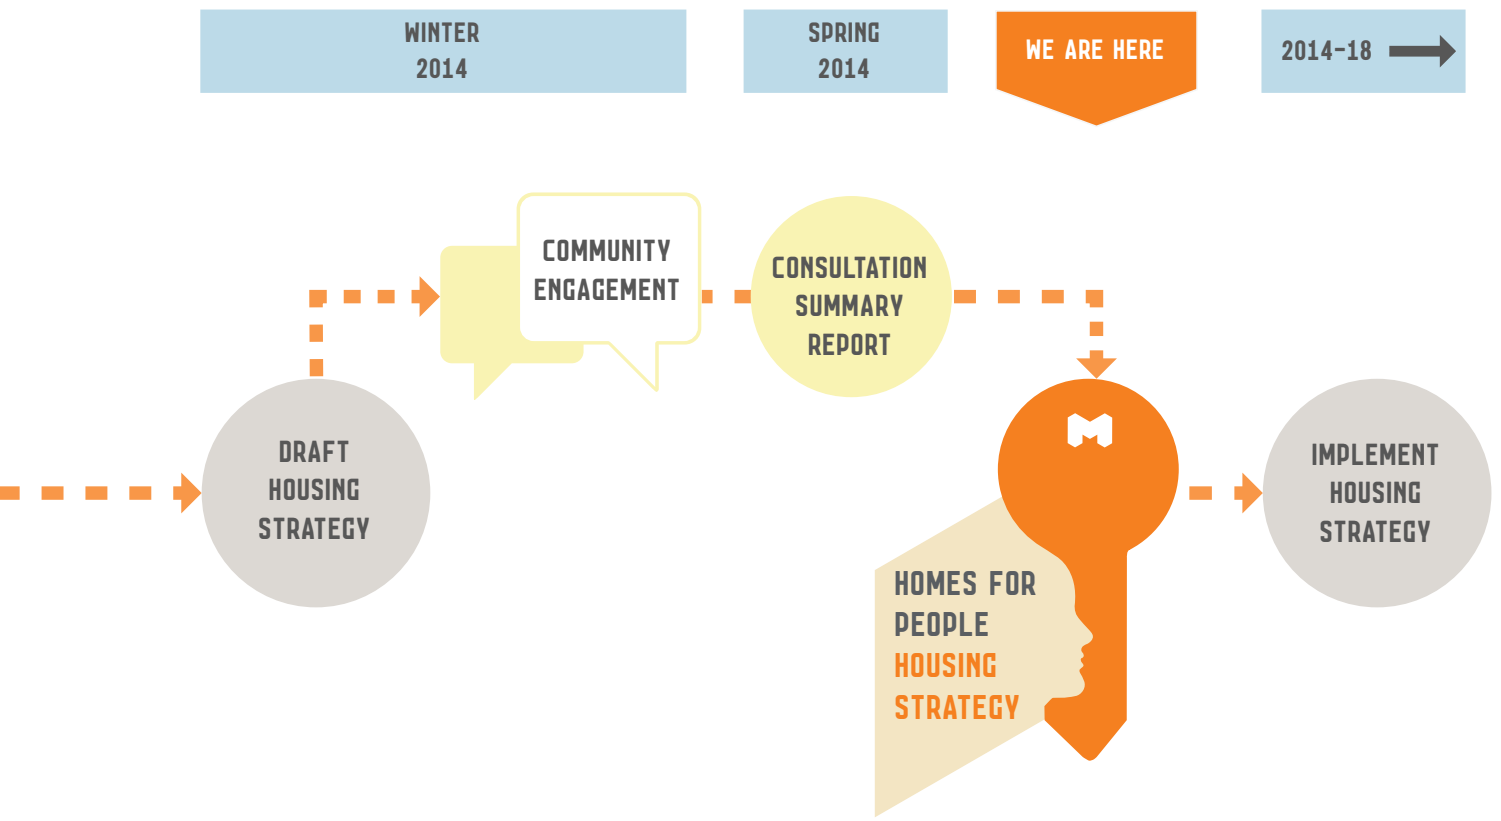 WINTER
2014
SPRING
2014
WE ARE HERE
2014-18
COMMUNITY
ENGAGEMENT
CONSULTATION
SUMMARY
REPORT
DRAFT
HOUSING
STRATEGY
HOMES FOR
PEOPLE
HOUSING
STRATEGY
IMPLEMENT
HOUSING
STRATEGY